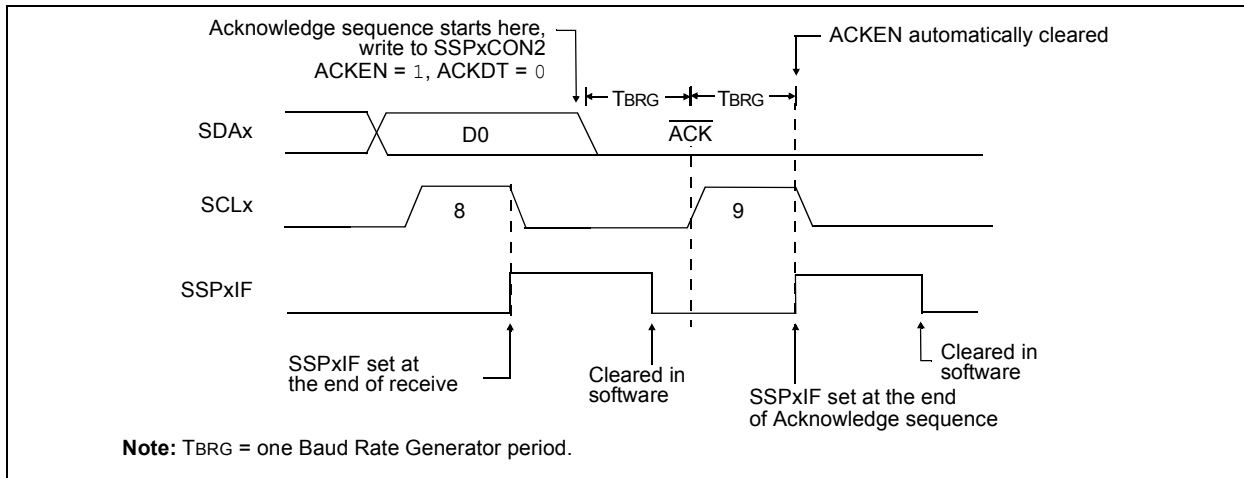 Acknowledge sequence starts here,
write to SSPxCON2
ACKEN = 1, ACKDT = 0
ACKEN automatically cleared
TBRG
TBRG
SDAx
D0
ACK
SCLx
8
9
SSPxIF
SSPxIF set at
the end of receive
Cleared in
software
SSPxIF set at the end
of Acknowledge sequence
Cleared in
software
Note: TBRG = one Baud Rate Generator period.